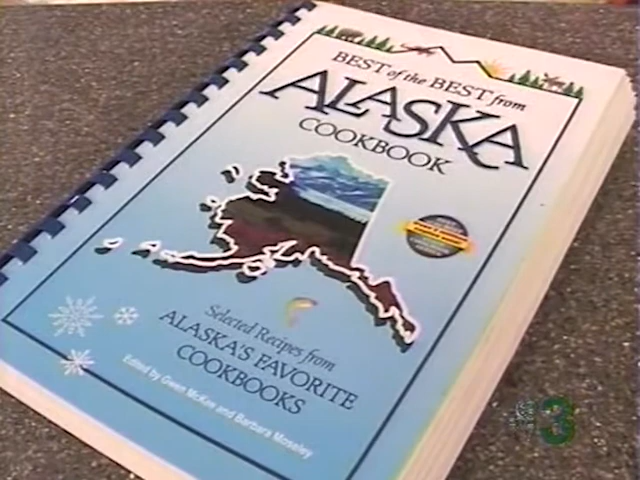 BEST of the BEST from
ALASKA
COOKBOOK
Selected Recipes from
ALASKA'S FAVORITE
COOKBOOKS
Edited by Gwen McKee and Barbara Moseley
3